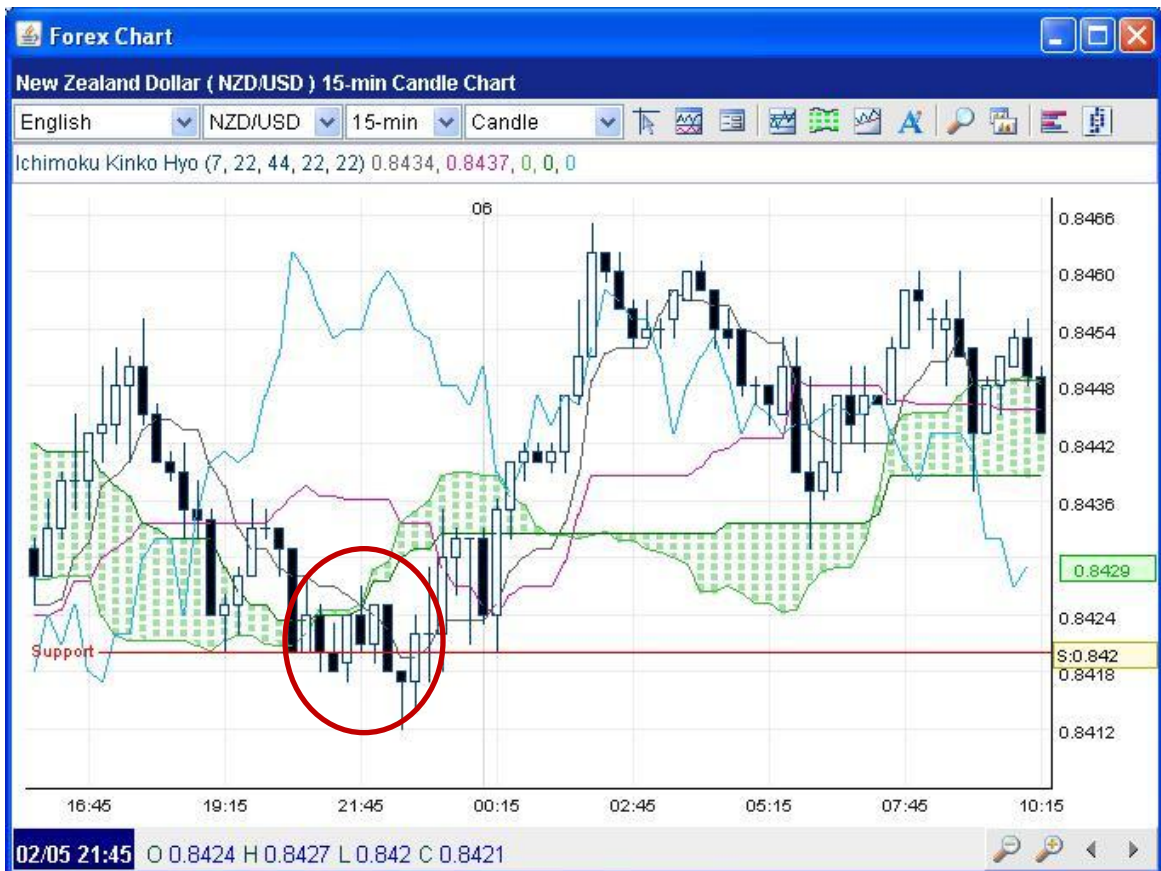 Forex Chart
New Zealand Dollar ( NZD/USD ) 15-min Candle Chart
English NZD/USD 15-min Candle
Ichimoku Kinko Hyo (7, 22, 44, 22, 22) 0.8434, 0.8437, 0, 0, 0
06
0.8466
0.8460
0.8454
0.8448
0.8442
0.8436
0.8429
0.8424
Support
S:0.842
0.8418
0.8412
16:45 19:15 21:45 00:15 02:45 05:15 07:45 10:15
02/05 21:45 O 0.8424 H 0.8427 L 0.842 C 0.8421